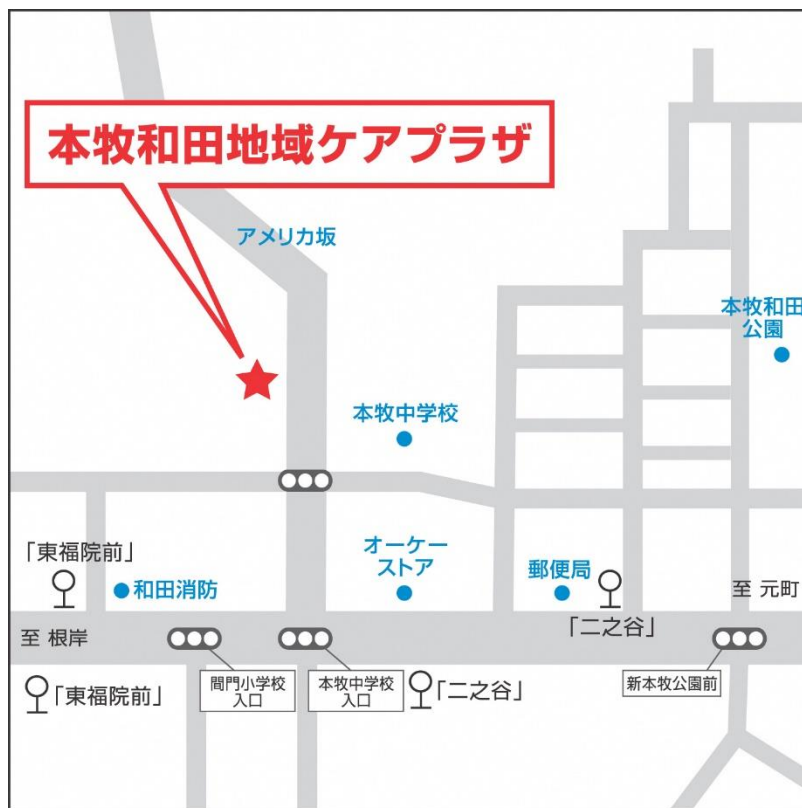 本牧和田地域ケアプラザ
アメリカ坂
本牧和田
公園
本牧中学校
「東福院前」
和田消防
オーケー
ストア
郵便局
「二之谷」
至 元町
至 根岸
「東福院前」
間門小学校
入口
本牧中学校
入口
「二之谷」
新本牧公園前